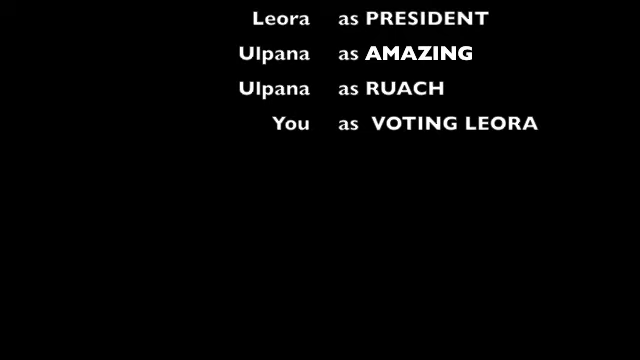 Leora as PRESIDENT
Ulpana as AMAZING
Ulpana as RUACH
You as VOTING LEORA